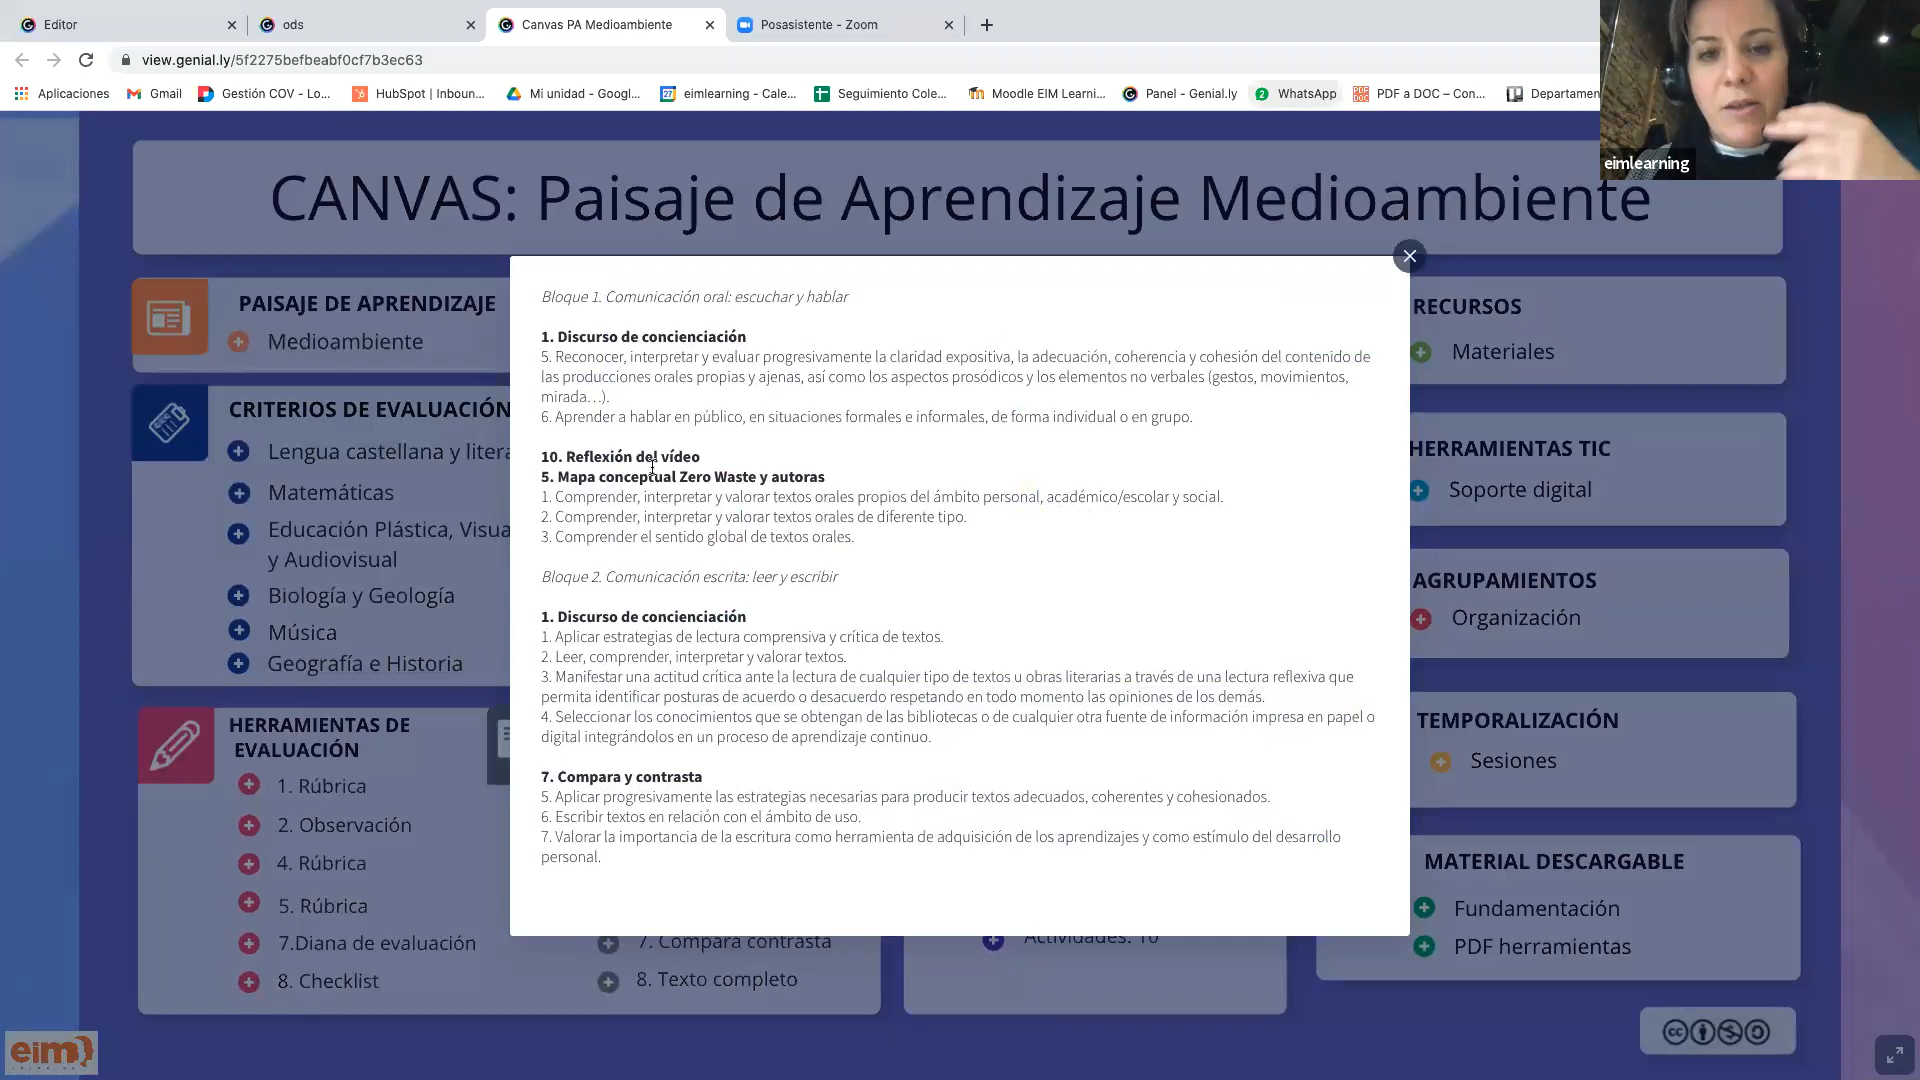 Editor
ods
Canvas PA Medioambiente
Posasistente - Zoom
view.genial.ly/5f2275befbeabf0cf7b3ec63
Aplicaciones
Gmail
Gestión COV - Lo...
HubSpot | Inboun...
Mi unidad - Googl...
27
eimlearning - Cale...
Seguimiento Cole...
Moodle EIM Learni...
Panel - Genial.ly
2
WhatsApp
PDF a DOC – Con...
Departamen
eimlearning
CANVAS: Paisaje de Aprendizaje Medioambiente
PAISAJE DE APRENDIZAJE
Medioambiente
CRITERIOS DE EVALUACIÓN
Lengua castellana y litera
Matemáticas
Educación Plástica, Visua
y Audiovisual
Biología y Geología
Música
Geografía e Historia
HERRAMIENTAS DE
EVALUACIÓN
1. Rúbrica
2. Observación
4. Rúbrica
5. Rúbrica
7.Diana de evaluación
8. Checklist
Bloque 1. Comunicación oral: escuchar y hablar
1. Discurso de concienciación
5. Reconocer, interpretar y evaluar progresivamente la claridad expositiva, la adecuación, coherencia y cohesión del contenido de
las producciones orales propias y ajenas, así como los aspectos prosódicos y los elementos no verbales (gestos, movimientos,
mirada…).
6. Aprender a hablar en público, en situaciones formales e informales, de forma individual o en grupo.
10. Reflexión del vídeo
5. Mapa conceptual Zero Waste y autoras
1. Comprender, interpretar y valorar textos orales propios del ámbito personal, académico/escolar y social.
2. Comprender, interpretar y valorar textos orales de diferente tipo.
3. Comprender el sentido global de textos orales.
Bloque 2. Comunicación escrita: leer y escribir
1. Discurso de concienciación
1. Aplicar estrategias de lectura comprensiva y crítica de textos.
2. Leer, comprender, interpretar y valorar textos.
3. Manifestar una actitud crítica ante la lectura de cualquier tipo de textos u obras literarias a través de una lectura reflexiva que
permita identificar posturas de acuerdo o desacuerdo respetando en todo momento las opiniones de los demás.
4. Seleccionar los conocimientos que se obtengan de las bibliotecas o de cualquier otra fuente de información impresa en papel o
digital integrándolos en un proceso de aprendizaje continuo.
7. Compara y contrasta
5. Aplicar progresivamente las estrategias necesarias para producir textos adecuados, coherentes y cohesionados.
6. Escribir textos en relación con el ámbito de uso.
7. Valorar la importancia de la escritura como herramienta de adquisición de los aprendizajes y como estímulo del desarrollo
personal.
7. Compara contrasta
8. Texto completo
Actividades: 10
RECURSOS
Materiales
HERRAMIENTAS TIC
Soporte digital
AGRUPAMIENTOS
Organización
TEMPORALIZACIÓN
Sesiones
MATERIAL DESCARGABLE
Fundamentación
PDF herramientas
cc
eim